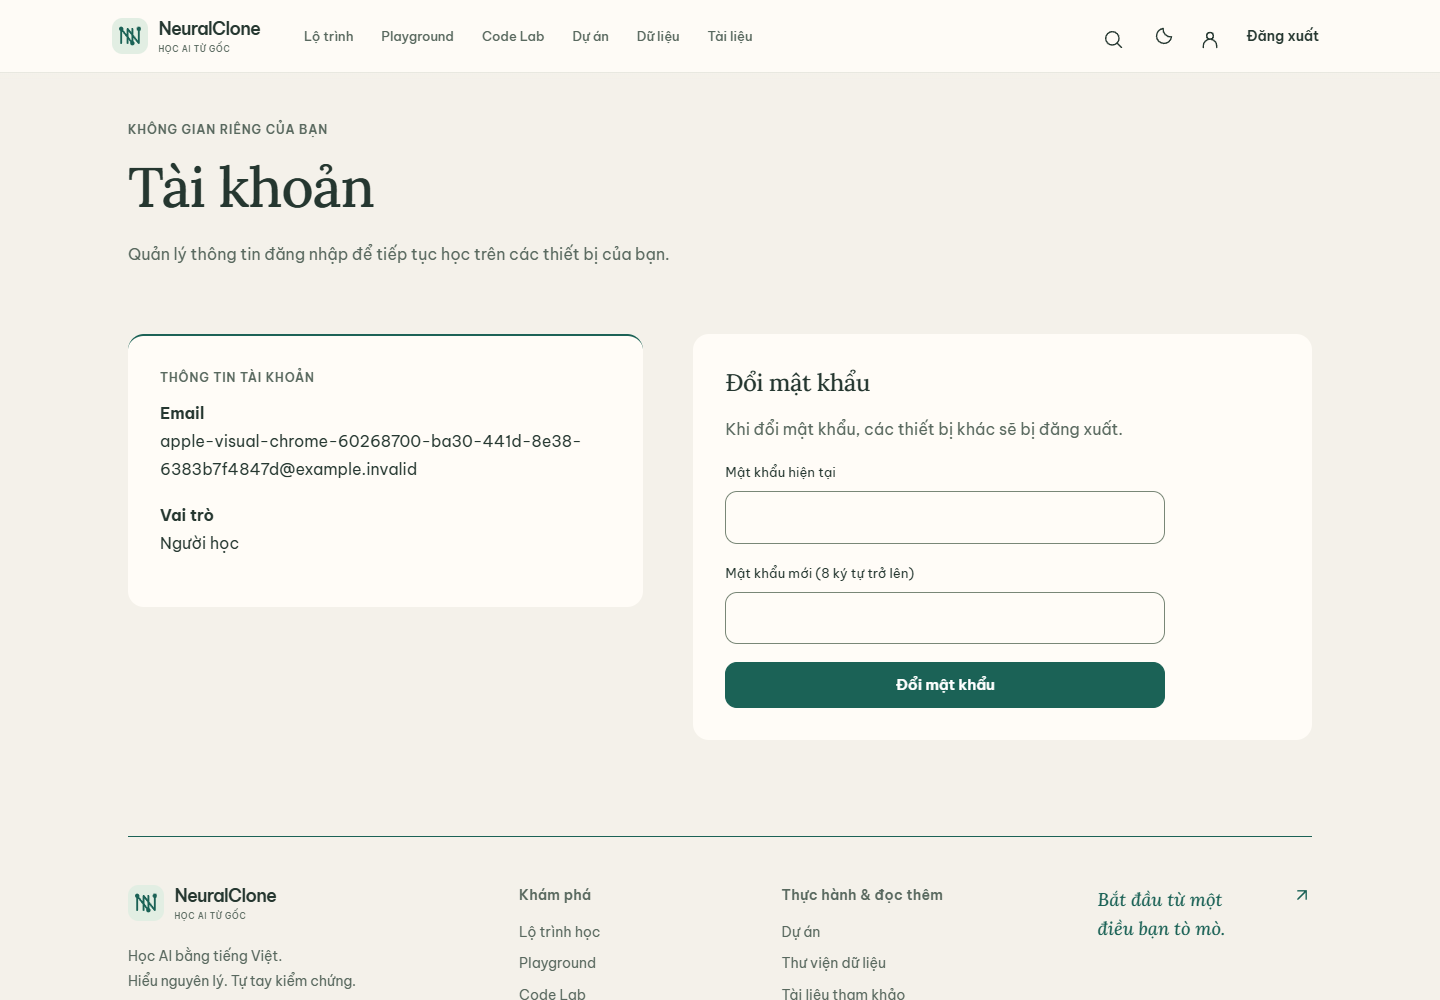 NeuralClone
HỌC AI TỪ GỐC
Lộ trình
Playground
Code Lab
Dự án
Dữ liệu
Tài liệu
Đăng xuất
KHÔNG GIAN RIÊNG CỦA BẠN
Tài khoản
Quản lý thông tin đăng nhập để tiếp tục học trên các thiết bị của bạn.
THÔNG TIN TÀI KHOẢN
Email
apple-visual-chrome-60268700-ba30-441d-8e38-
6383b7f4847d@example.invalid
Vai trò
Người học
Đổi mật khẩu
Khi đổi mật khẩu, các thiết bị khác sẽ bị đăng xuất.
Mật khẩu hiện tại
Mật khẩu mới (8 ký tự trở lên)
Đổi mật khẩu
NeuralClone
HỌC AI TỪ GỐC
Học AI bằng tiếng Việt.
Hiểu nguyên lý. Tự tay kiểm chứng.
Khám phá
Lộ trình học
Playground
Code Lab
Thực hành & đọc thêm
Dự án
Thư viện dữ liệu
Tài liệu tham khảo
Bắt đầu từ một
điều bạn tò mò.